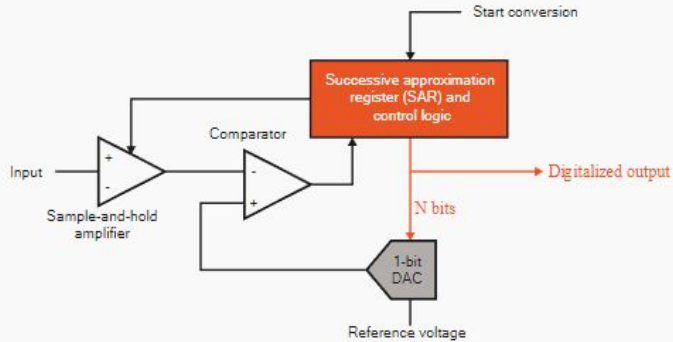 Start conversion
Successive approximation
register (SAR) and
control logic
Comparator
+
-
Input
-
+
Digitalized output
Sample-and-hold
amplifier
N bits
1-bit
DAC
Reference voltage